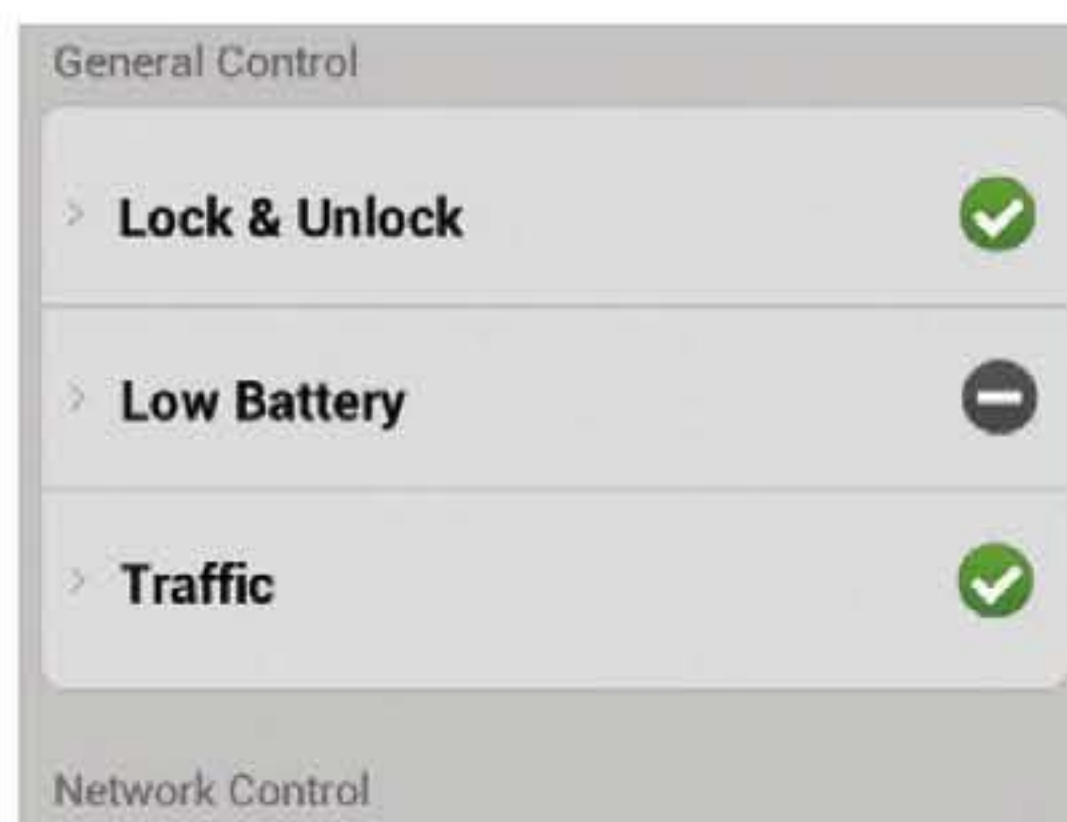 General Control
Lock & Unlock
Low Battery
Traffic
Network Control